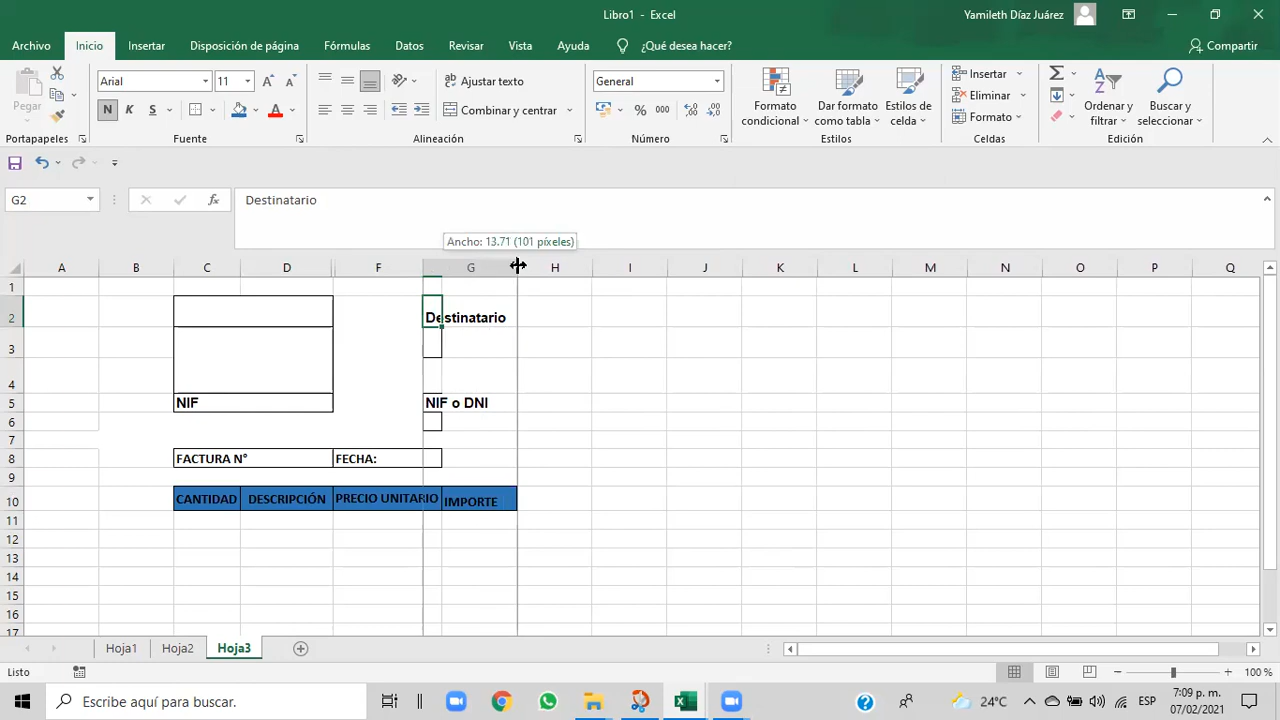 Libro1 - Excel
Yamileth Díaz Juárez
Archivo Inicio Insertar Disposición de página Fórmulas Datos Revisar Vista Ayuda ¿Qué desea hacer? Compartir
Arial 11 Ajustar texto General Insertar
Pegar N K S Combinar y centrar % 000 Formato condicional Dar formato como tabla Estilos de celda Eliminar Formato Ordenar y filtrar Buscar y seleccionar
Portapapeles Fuente Alineación Número Estilos Celdas Edición
G2 fx Destinatario
Ancho: 13.71 (101 píxeles)
A B C D F G H I J K L M N O P Q
1
2 Destinatario
3
4
5 NIF NIF o DNI
6
7
8 FACTURA N° FECHA:
9
10 CANTIDAD DESCRIPCIÓN PRECIO UNITARIO IMPORTE
11
12
13
14
15
16
17
Hoja1 Hoja2 Hoja3
Listo 100 %
Escribe aquí para buscar. 24°C ESP 7:09 p. m.
07/02/2021